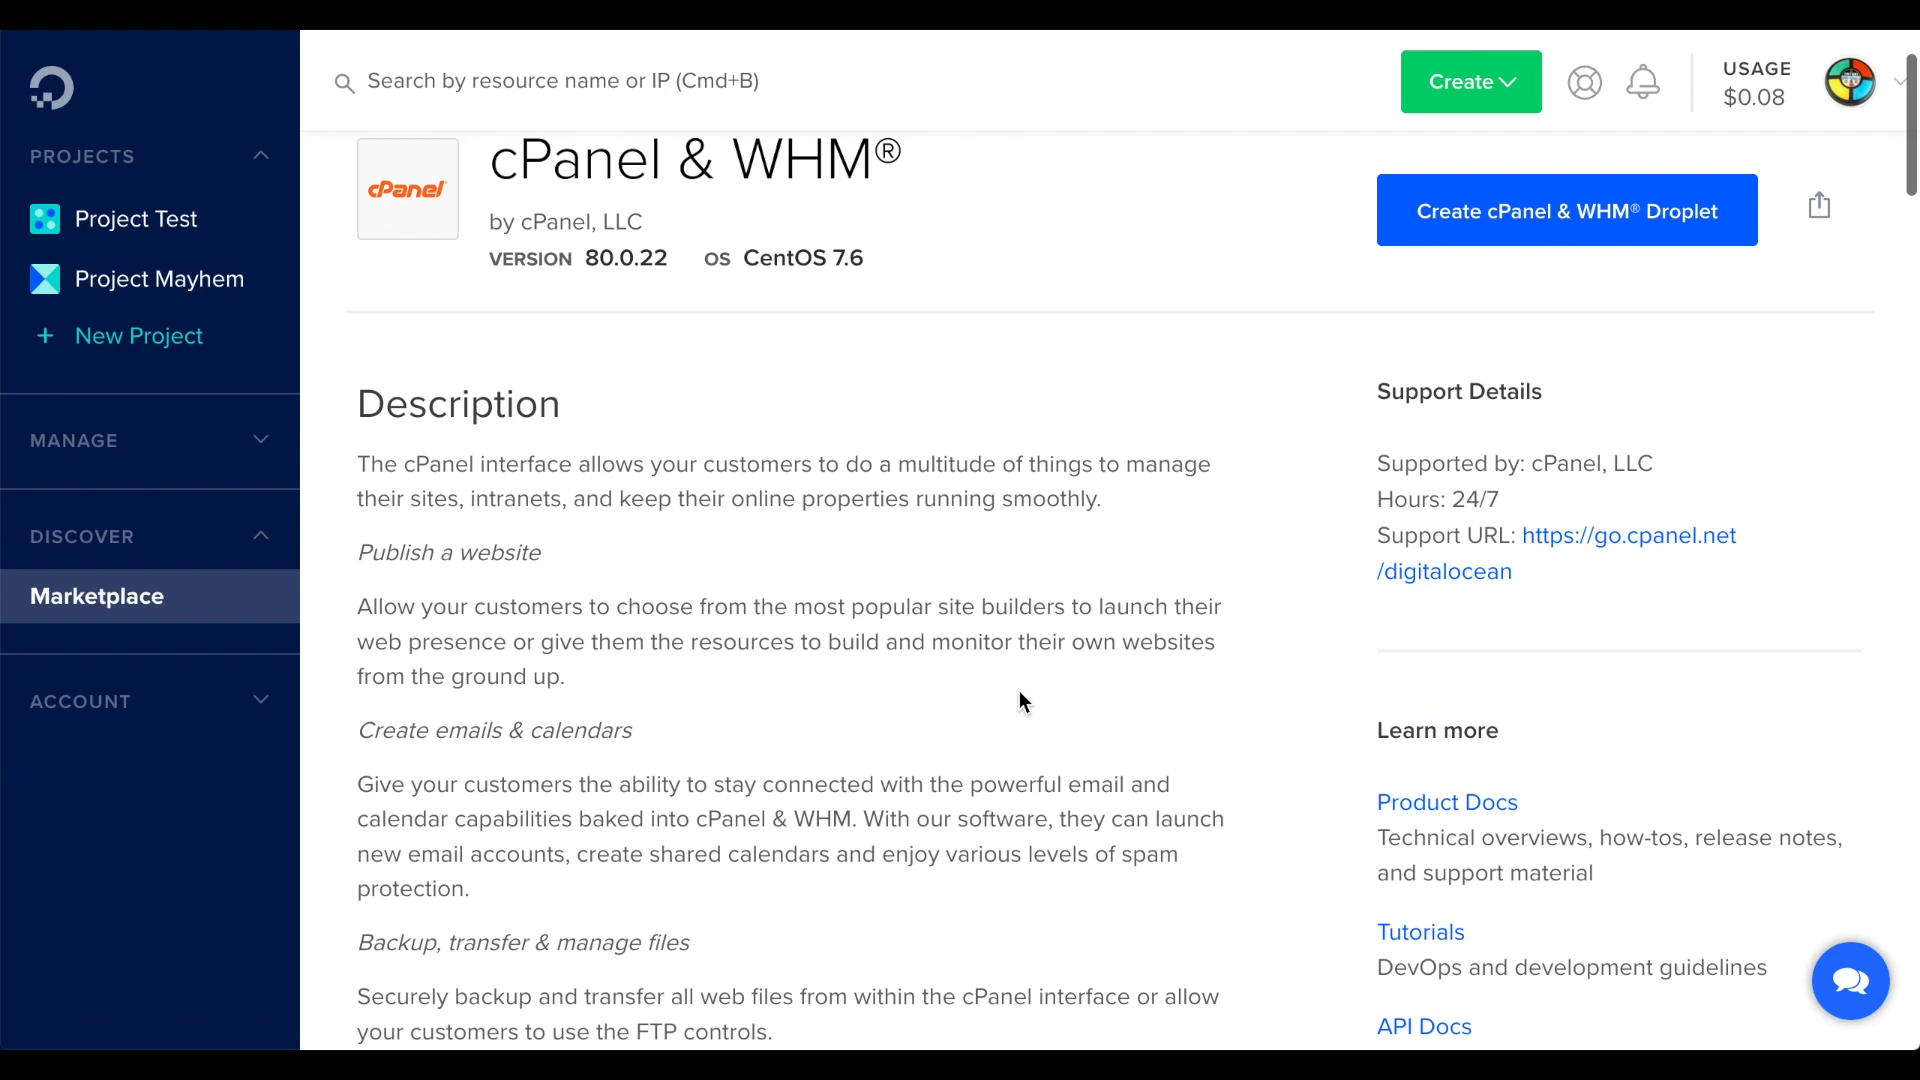 Search by resource name or IP (Cmd+B)
Create
USAGE
$0.08
PROJECTS
Project Test
Project Mayhem
+ New Project
MANAGE
DISCOVER
Marketplace
ACCOUNT
cPanel
cPanel & WHM®
by cPanel, LLC
VERSION 80.0.22 OS CentOS 7.6
Create cPanel & WHM® Droplet
Description
The cPanel interface allows your customers to do a multitude of things to manage
their sites, intranets, and keep their online properties running smoothly.
Publish a website
Allow your customers to choose from the most popular site builders to launch their
web presence or give them the resources to build and monitor their own websites
from the ground up.
Create emails & calendars
Give your customers the ability to stay connected with the powerful email and
calendar capabilities baked into cPanel & WHM. With our software, they can launch
new email accounts, create shared calendars and enjoy various levels of spam
protection.
Backup, transfer & manage files
Securely backup and transfer all web files from within the cPanel interface or allow
your customers to use the FTP controls.
Support Details
Supported by: cPanel, LLC
Hours: 24/7
Support URL: https://go.cpanel.net
/digitalocean
Learn more
Product Docs
Technical overviews, how-tos, release notes,
and support material
Tutorials
DevOps and development guidelines
API Docs